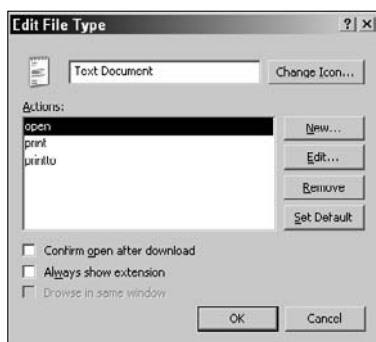 Edit File Type
Text Document
Change Icon...
Actions:
open
print
printto
New...
Edit...
Remove
Set Default
Confirm open after download
Always show extension
Browse in same window
OK
Cancel